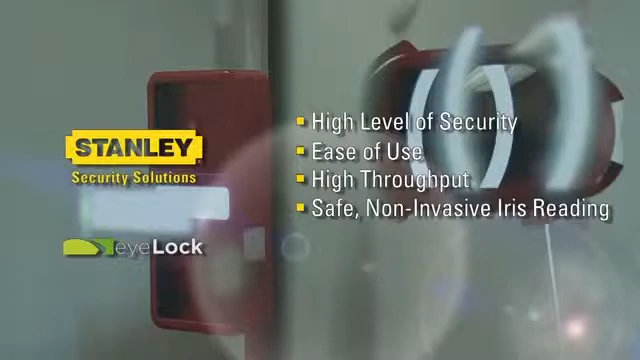 STANLEY
Security Solutions
eyeLock
High Level of Security
Ease of Use
High Throughput
Safe, Non-Invasive Iris Reading